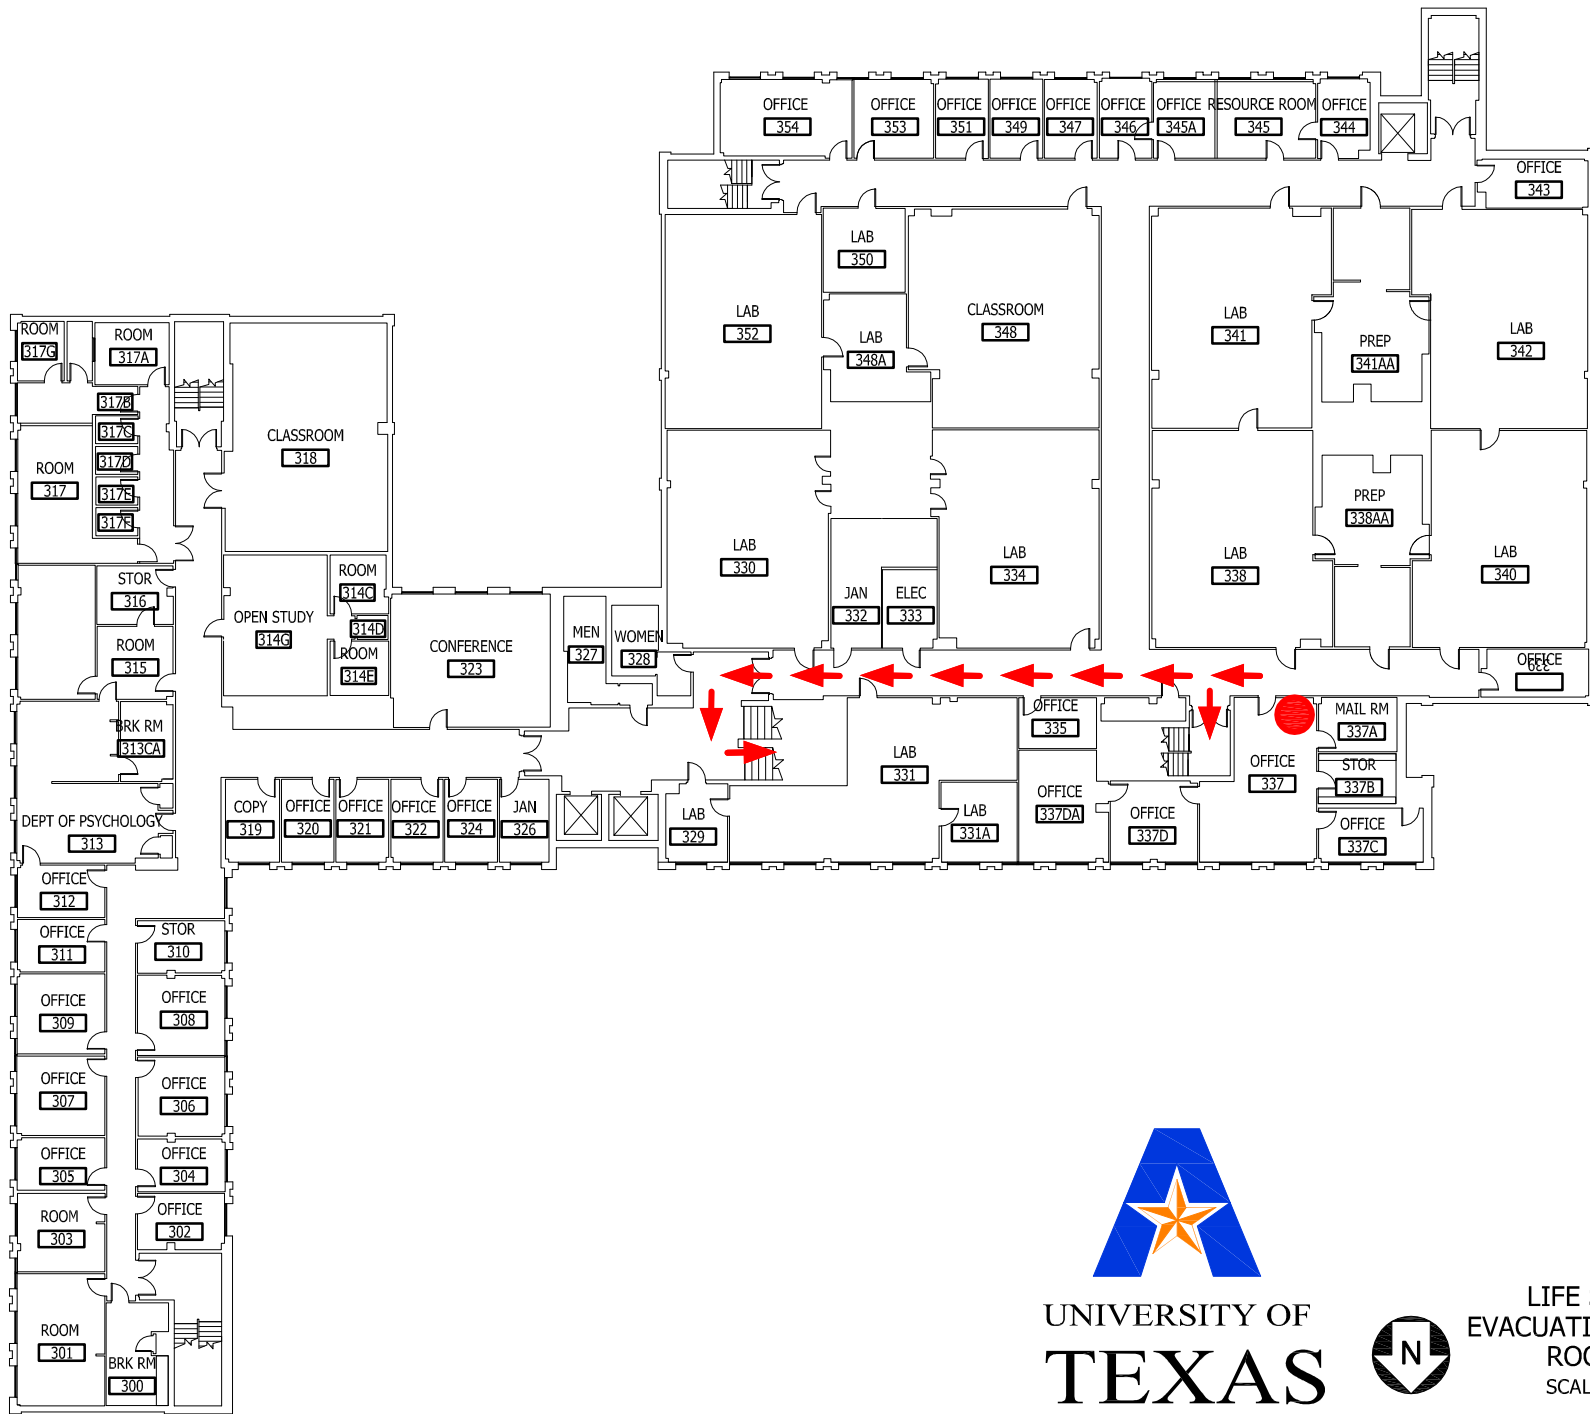 OFFICE
354
OFFICE
353
OFFICE
351
OFFICE
349
OFFICE
347
OFFICE
346
OFFICE
345A
RESOURCE ROOM
345
OFFICE
344
OFFICE
343
LAB
350
LAB
352
LAB
348A
CLASSROOM
348
LAB
341
PREP
341AA
LAB
342
ROOM
317G
ROOM
317A
317B
317C
317D
317E
317F
ROOM
317
CLASSROOM
318
LAB
330
LAB
334
LAB
338
PREP
338AA
LAB
340
JAN
332
ELEC
333
STOR
316
ROOM
315
OPEN STUDY
314G
ROOM
314C
314D
ROOM
314E
CONFERENCE
323
MEN
327
WOMEN
328
OFFICE
339
BRK RM
313CA
DEPT OF PSYCHOLOGY
313
COPY
319
OFFICE
320
OFFICE
321
OFFICE
322
OFFICE
324
JAN
326
LAB
329
LAB
331
LAB
331A
OFFICE
335
OFFICE
337DA
OFFICE
337D
OFFICE
337
MAIL RM
337A
STOR
337B
OFFICE
337C
OFFICE
312
OFFICE
311
STOR
310
OFFICE
309
OFFICE
308
OFFICE
307
OFFICE
306
OFFICE
305
OFFICE
304
ROOM
303
OFFICE
302
ROOM
301
BRK RM
300
UNIVERSITY OF
TEXAS
N
LIFE
EVACUATI
ROO
SCAL